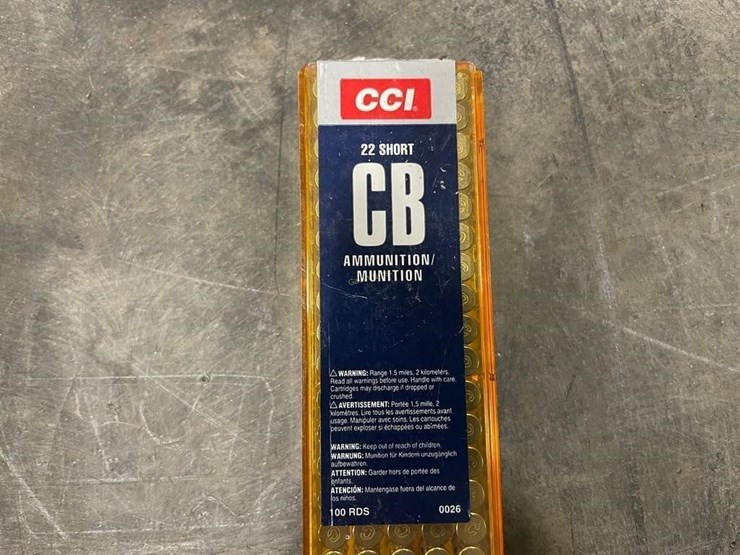 CCI.
22 SHORT
CB
AMMUNITION/
MUNITION
⚠ WARNING: Range 1.5 miles, 2 kilometers.
Read all warnings before use. Handle with care.
Cartridges may discharge if dropped or
crushed.
⚠ AVERTISSEMENT: Portée 1,5 mille, 2
kilomètres. Lire tous les avertissements avant
usage. Manipuler avec soins. Les cartouches
peuvent exploser si échappées ou abîmées.
WARNING: Keep out of reach of children.
WARNUNG: Munition für Kindern unzugänglich
aufbewahren.
ATTENTION: Garder hors de portée des
enfants.
ATENCIÓN: Mantengase fuera del alcance de
los niños.
100 RDS 0026